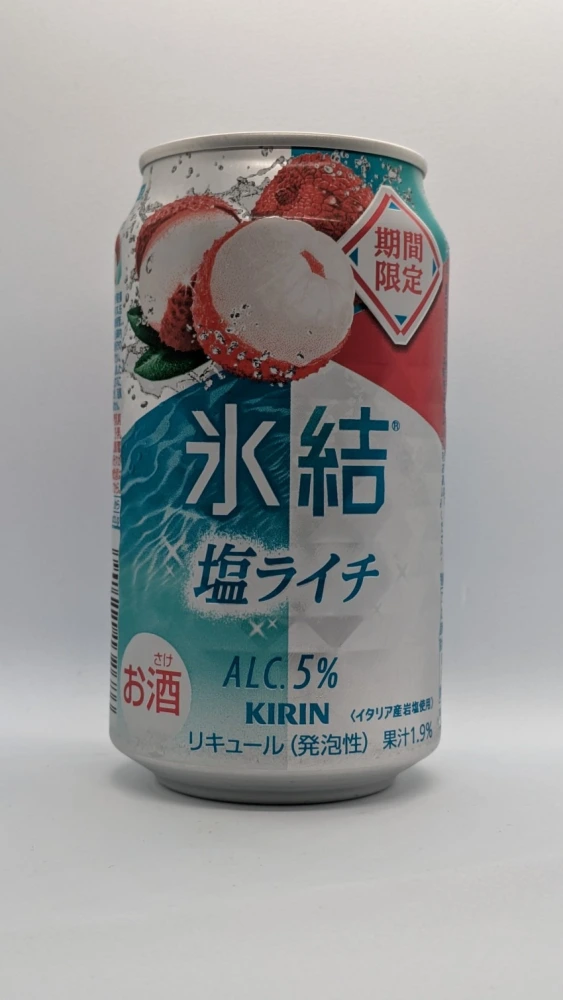 期間
限定
氷結®
塩ライチ
さけ
お酒
ALC.5%
KIRIN
〈イタリア産岩塩使用〉
リキュール(発泡性) 果汁1.9%